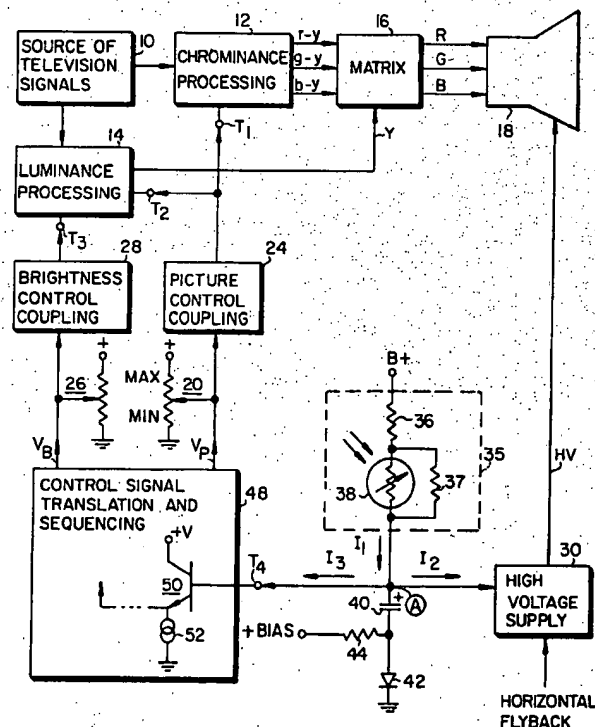 SOURCE OF
TELEVISION
SIGNALS
10
12
CHROMINANCE
PROCESSING
r-y
g-y
b-y
16
MATRIX
R
G
B
18
T1
14
LUMINANCE
PROCESSING
Y
T2
T3
28
BRIGHTNESS
CONTROL
COUPLING
24
PICTURE
CONTROL
COUPLING
+
26
+
MAX
20
MIN
VB
VP
B+
36
35
38
37
HV
CONTROL SIGNAL
TRANSLATION AND
SEQUENCING
48
+V
50
52
T4
I1
I3
I2
40
+
A
30
HIGH
VOLTAGE
SUPPLY
+BIAS
44
42
HORIZONTAL
FLYBACK